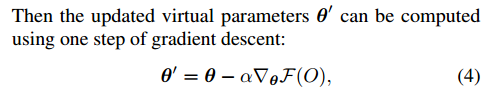 Then the updated virtual parameters θ′ can be computed
using one step of gradient descent:
θ′ = θ − α∇θF(O), (4)